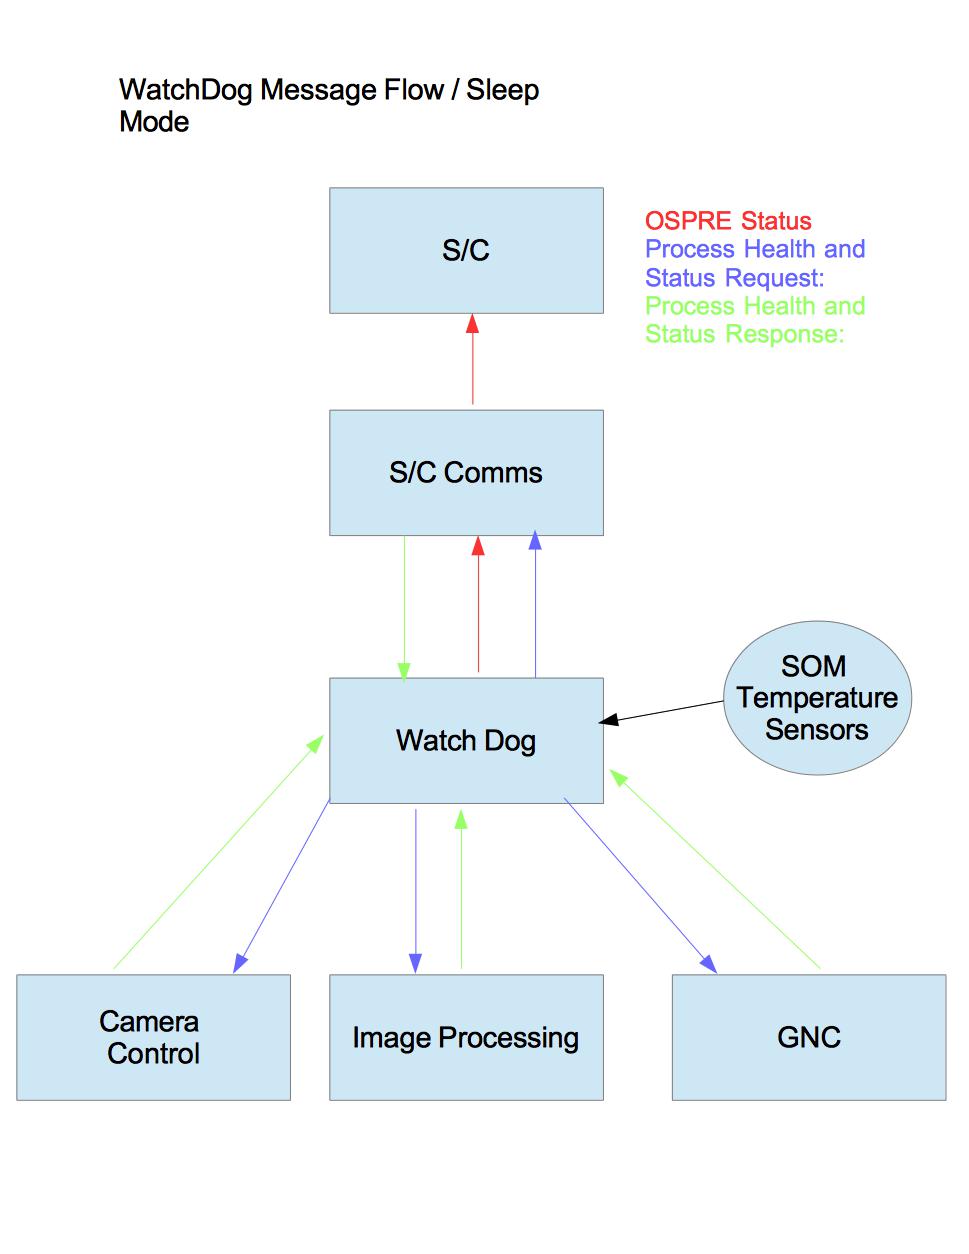 WatchDog Message Flow / Sleep
Mode
S/C
OSPRE Status
Process Health and
Status Request:
Process Health and
Status Response:
S/C Comms
SOM
Temperature
Sensors
Watch Dog
Camera
Control
Image Processing
GNC